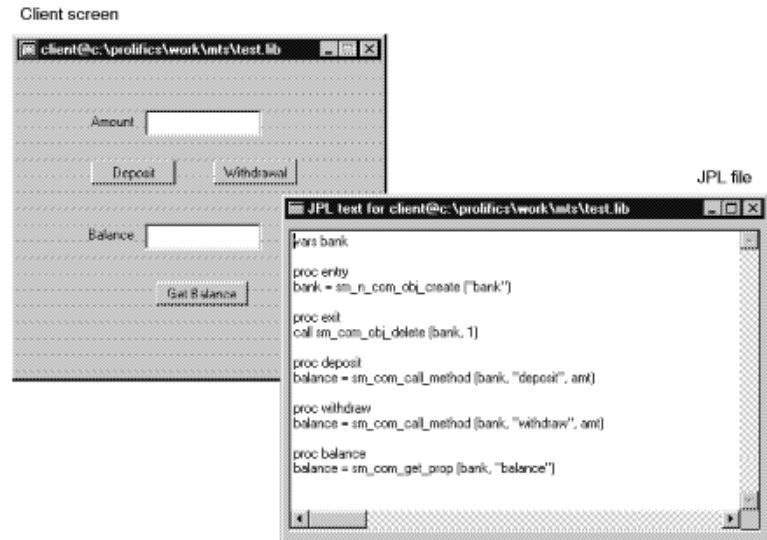 Client screen
client@c:\prolifics\work\mts\test.lib
Amount
Deposit
Withdrawal
Balance
Get Balance
JPL file
JPL text for client@c:\prolifics\work\mts\test.lib
vars bank
proc entry
bank = sm_n_com_obj_create ("bank")
proc exit
call sm_com_obj_delete (bank, 1)
proc deposit
balance = sm_com_call_method (bank, "deposit", amt)
proc withdraw
balance = sm_com_call_method (bank, "withdraw", amt)
proc balance
balance = sm_com_get_prop (bank, "balance")